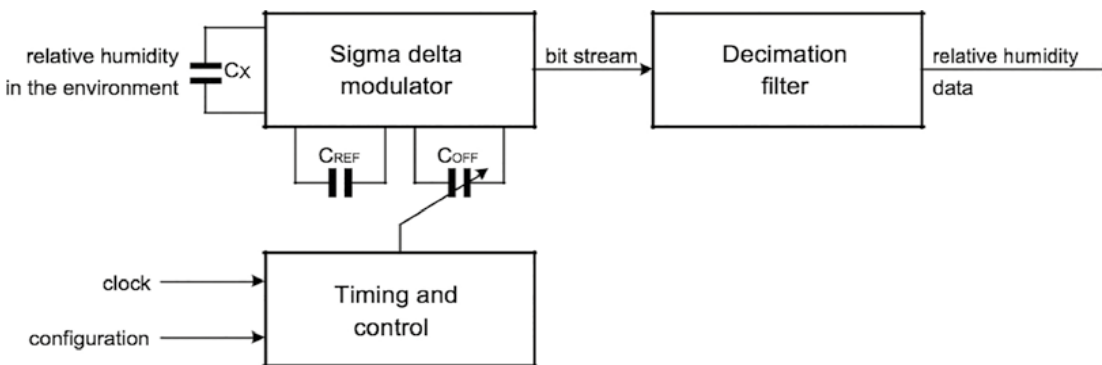 relative humidity
in the environment
CX
Sigma delta
modulator
bit stream
Decimation
filter
relative humidity
data
CREF
COFF
clock
configuration
Timing and
control